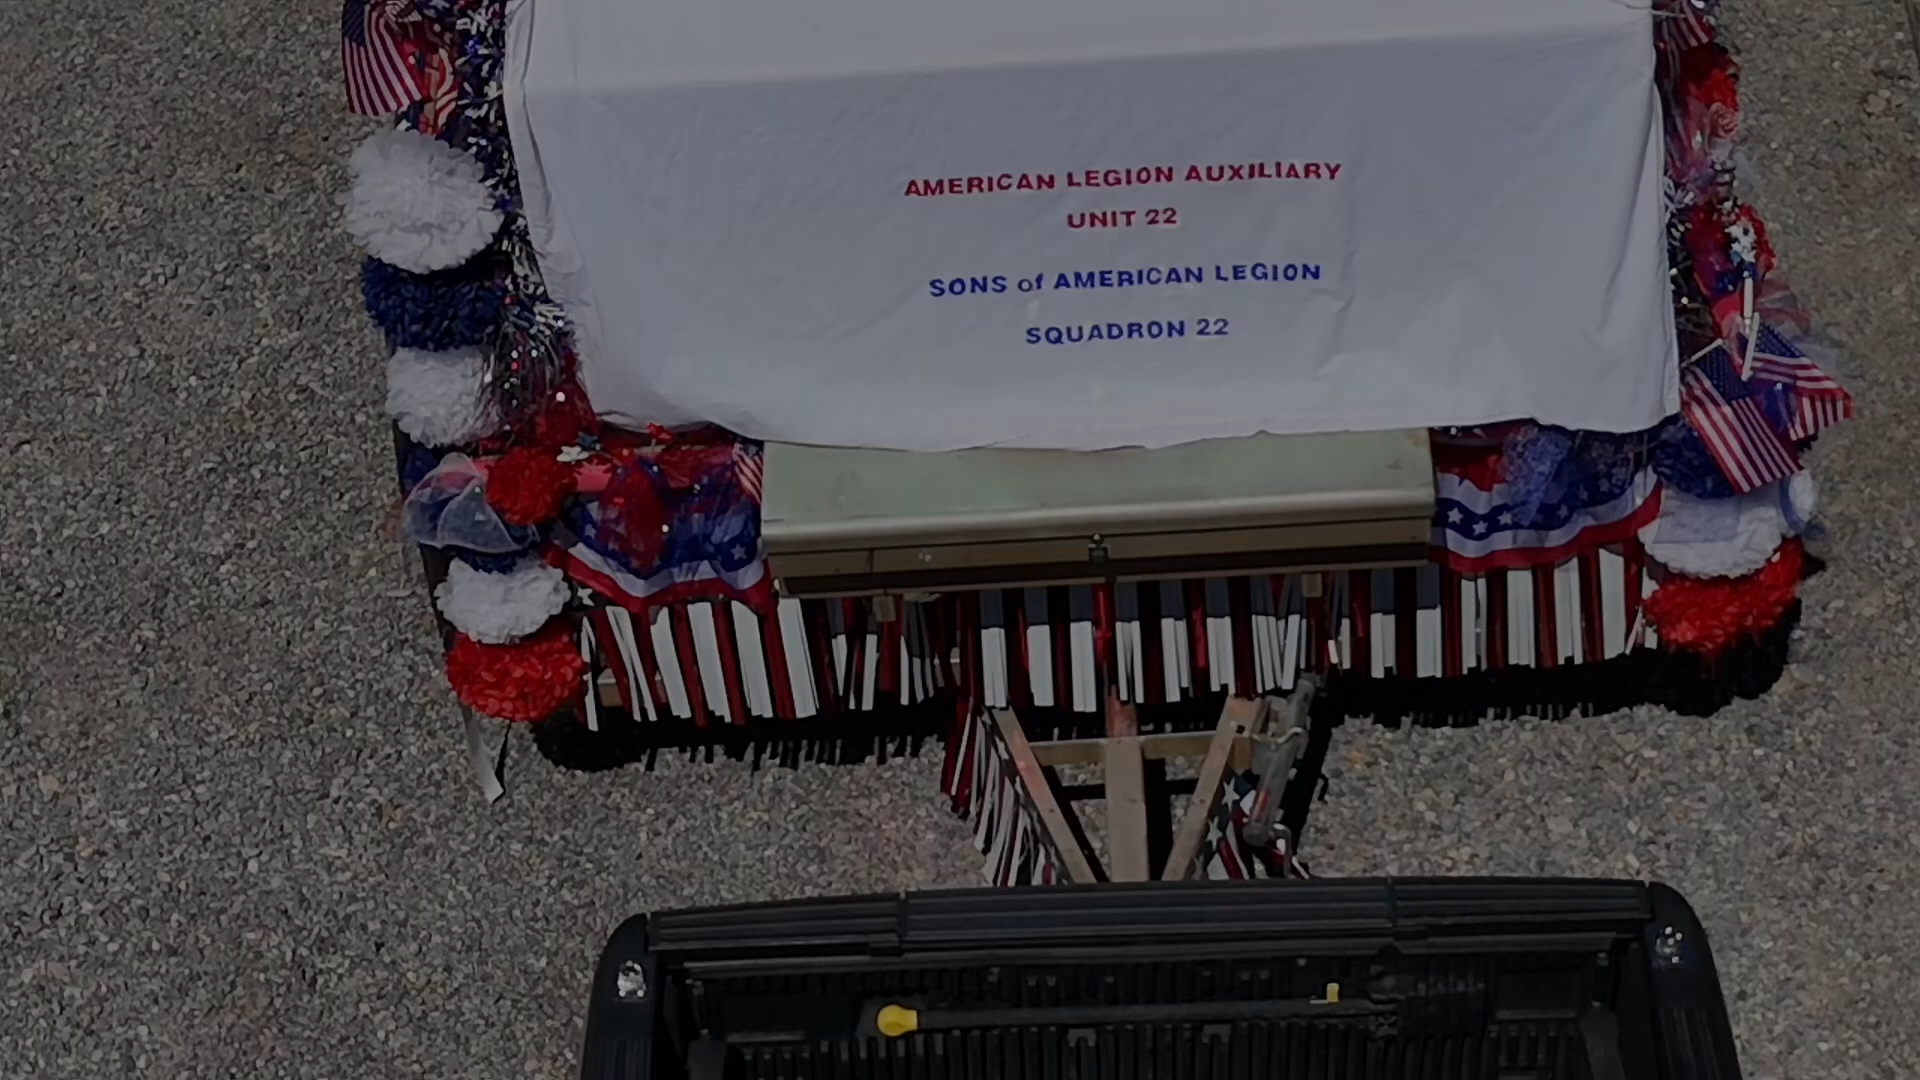 AMERICAN LEGION AUXILIARY
UNIT 22
SONS of AMERICAN LEGION
SQUADRON 22